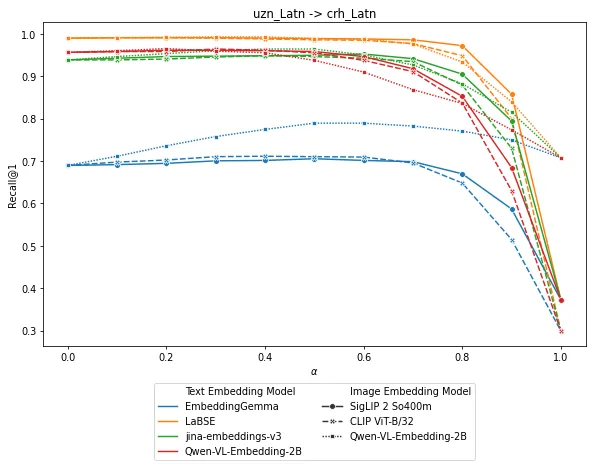 uzn_Latn -> crh_Latn
1.0
0.9
0.8
0.7
0.6
0.5
0.4
0.3
Recall@1
0.0
0.2
0.4
0.6
0.8
1.0
α
Text Embedding Model
EmbeddingGemma
LaBSE
jina-embeddings-v3
Qwen-VL-Embedding-2B
Image Embedding Model
SigLIP 2 So400m
CLIP ViT-B/32
Qwen-VL-Embedding-2B